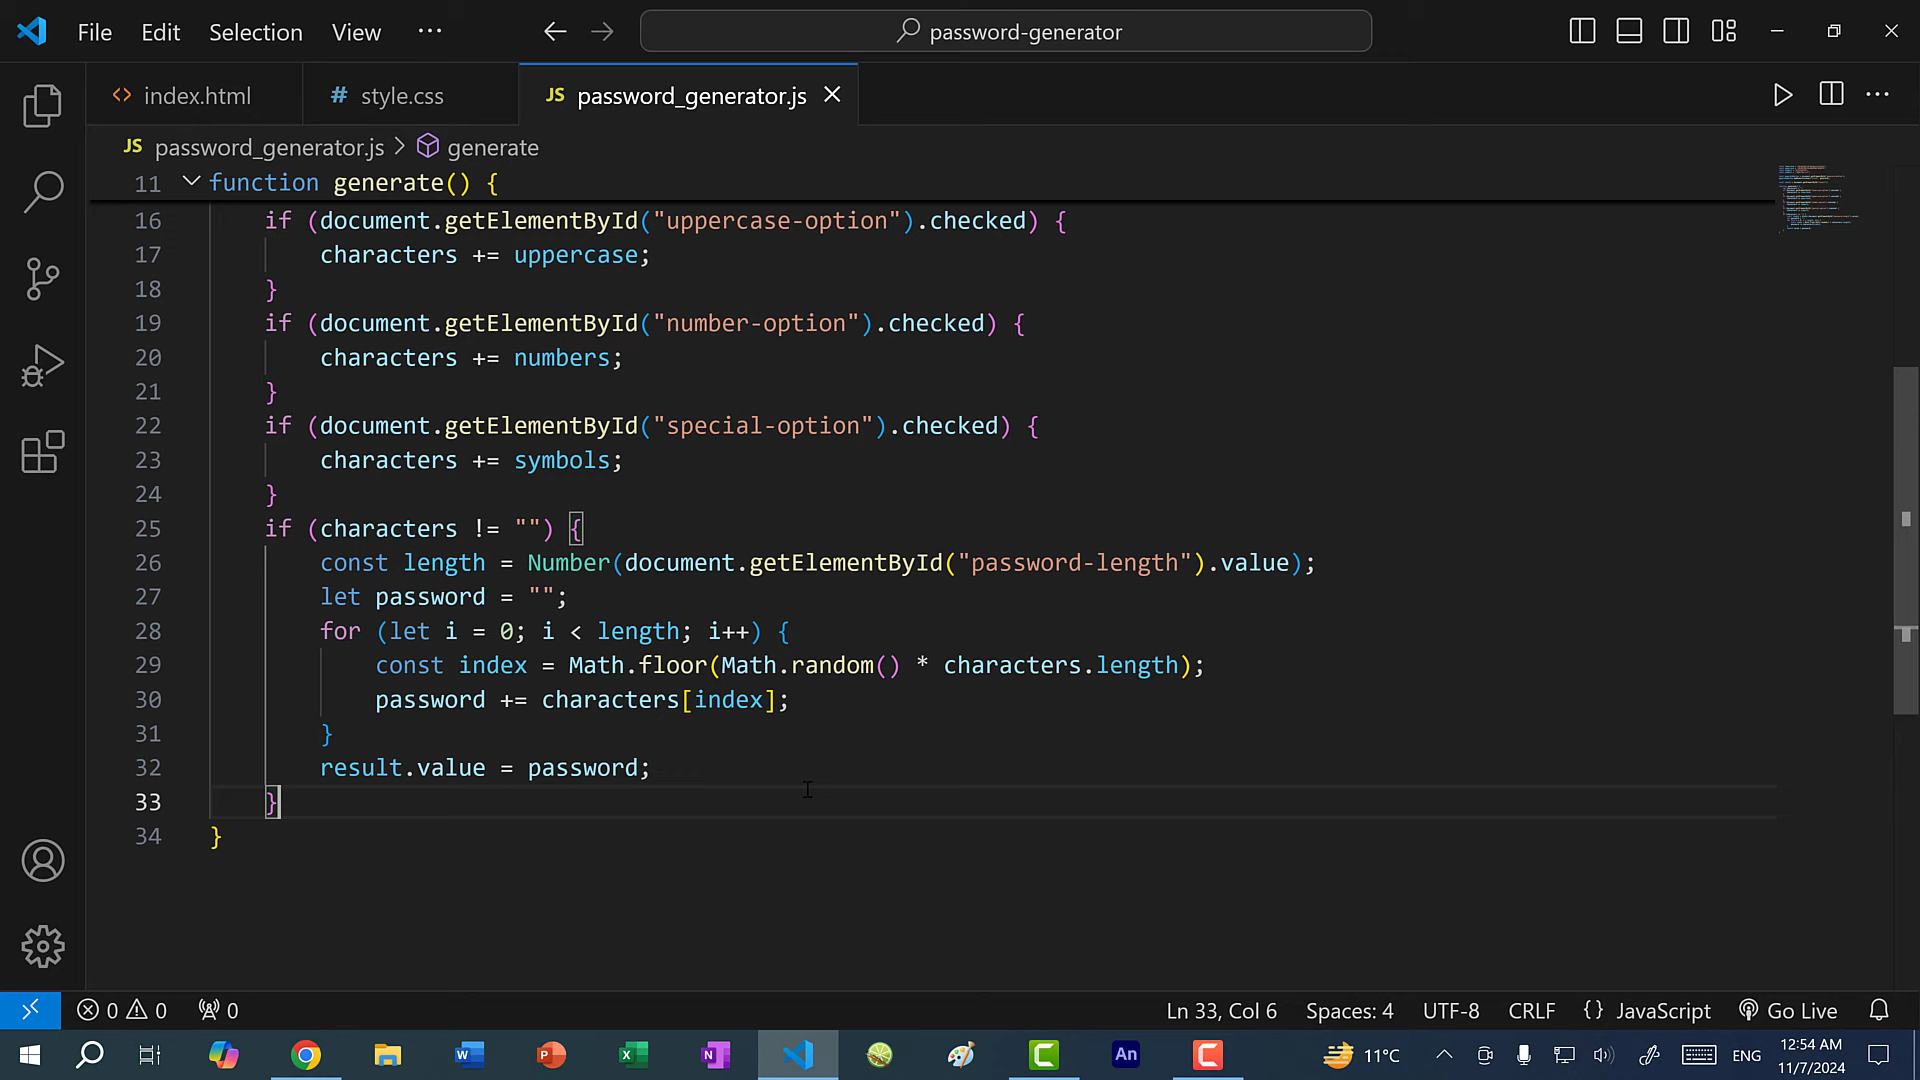 File Edit Selection View ··· password-generator
index.html # style.css JS password_generator.js
JS password_generator.js > generate
11 function generate() {
16 if (document.getElementById("uppercase-option").checked) {
17 characters += uppercase;
18 }
19 if (document.getElementById("number-option").checked) {
20 characters += numbers;
21 }
22 if (document.getElementById("special-option").checked) {
23 characters += symbols;
24 }
25 if (characters != "") {
26 const length = Number(document.getElementById("password-length").value);
27 let password = "";
28 for (let i = 0; i < length; i++) {
29 const index = Math.floor(Math.random() * characters.length);
30 password += characters[index];
31 }
32 result.value = password;
33 }
34 }
0 0 0 Ln 33, Col 6 Spaces: 4 UTF-8 CRLF {} JavaScript Go Live
W P X N An C C 11°C ENG 12:54 AM
11/7/2024